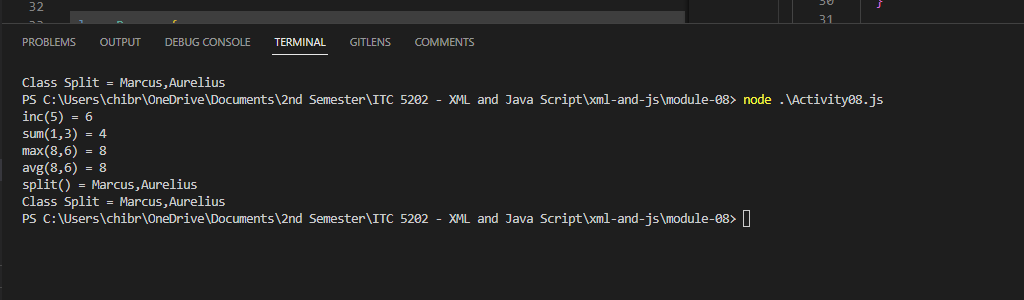 32
30 }
31
PROBLEMS OUTPUT DEBUG CONSOLE TERMINAL GITLENS COMMENTS
Class Split = Marcus,Aurelius
PS C:\Users\chibr\OneDrive\Documents\2nd Semester\ITC 5202 - XML and Java Script\xml-and-js\module-08> node .\Activity08.js
inc(5) = 6
sum(1,3) = 4
max(8,6) = 8
avg(8,6) = 8
split() = Marcus,Aurelius
Class Split = Marcus,Aurelius
PS C:\Users\chibr\OneDrive\Documents\2nd Semester\ITC 5202 - XML and Java Script\xml-and-js\module-08>